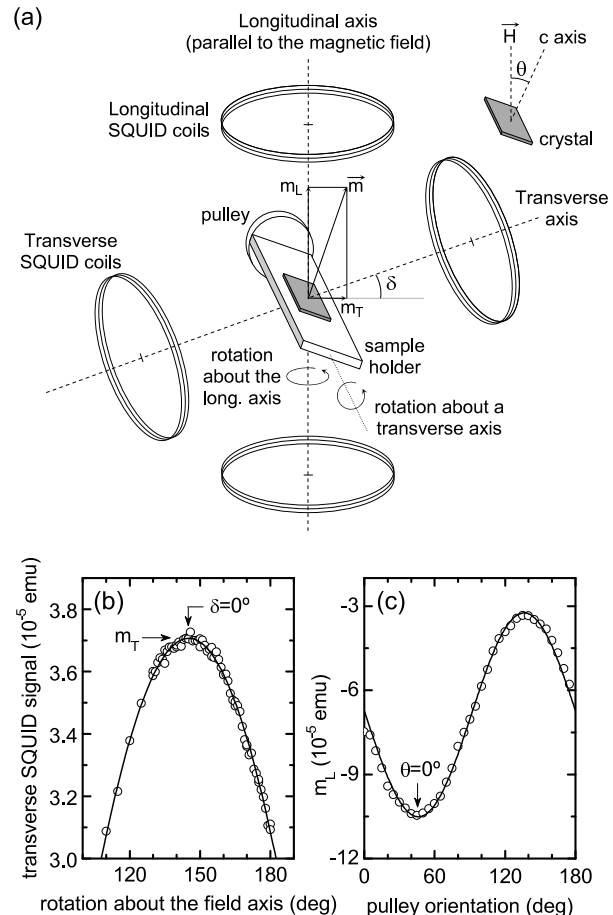 (a)
Longitudinal axis
(parallel to the magnetic field)
H
c axis
θ
crystal
Longitudinal
SQUID coils
m_L
m
pulley
Transverse
axis
Transverse
SQUID coils
δ
m_T
sample
holder
rotation
about the
long. axis
rotation about a
transverse axis
(b)
δ=0º
m_T
transverse SQUID signal (10^-5 emu)
3.8
3.6
3.4
3.2
3.0
120
150
180
rotation about the field axis (deg)
(c)
θ=0º
m_L (10^-5 emu)
-3
-6
-9
-12
0
60
120
180
pulley orientation (deg)